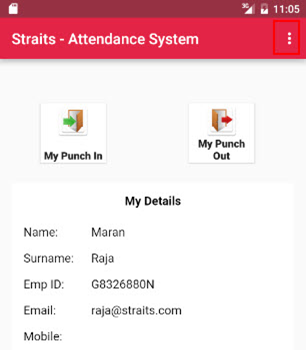 3G 11:05
Straits - Attendance System
My Punch In
My Punch
Out
My Details
Name: Maran
Surname: Raja
Emp ID: G8326880N
Email: raja@straits.com
Mobile: